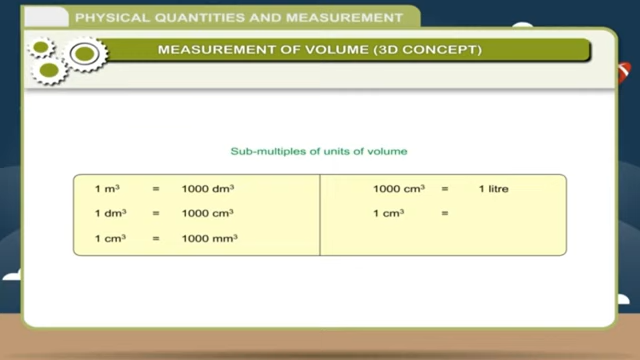 PHYSICAL QUANTITIES AND MEASUREMENT
MEASUREMENT OF VOLUME (3D CONCEPT)
Sub-multiples of units of volume
1 m³ = 1000 dm³
1 dm³ = 1000 cm³
1 cm³ = 1000 mm³
1000 cm³ = 1 litre
1 cm³ =